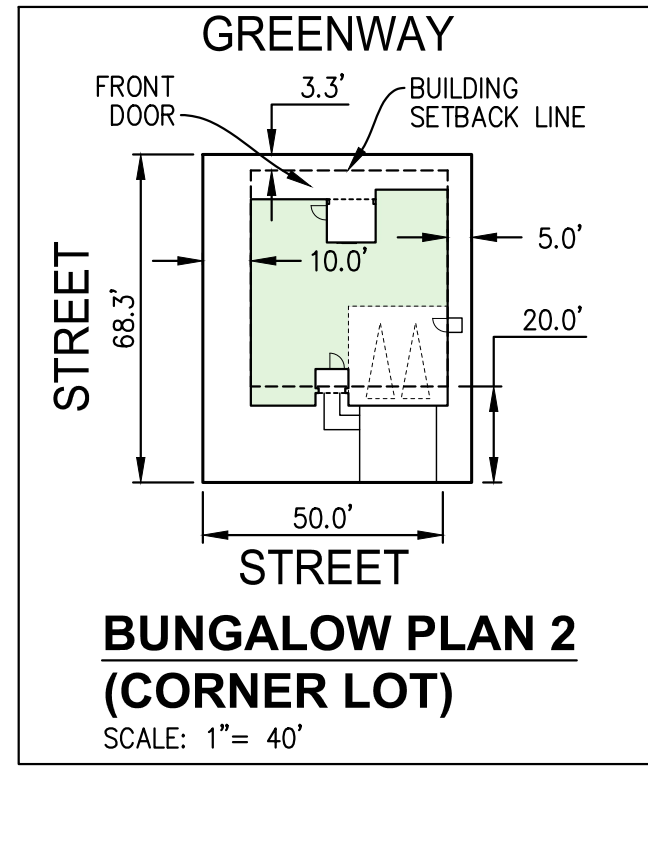 GREENWAY
FRONT
DOOR
3.3’
BUILDING
SETBACK LINE
STREET
68.3’
10.0’
5.0’
20.0’
50.0’
STREET
BUNGALOW PLAN 2
(CORNER LOT)
SCALE: 1”= 40’